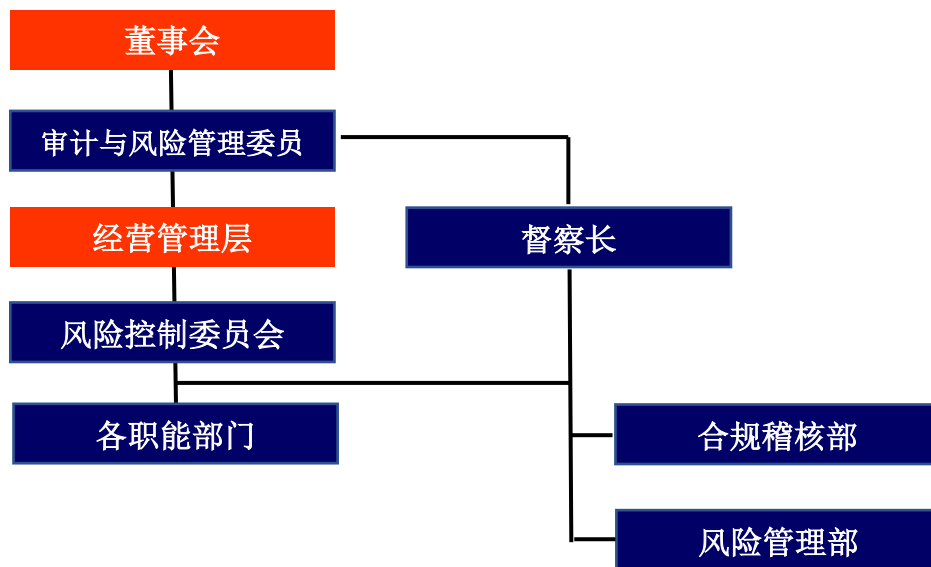 董事会
审计与风险管理委员
经营管理层
督察长
风险控制委员会
各职能部门
合规稽核部
风险管理部